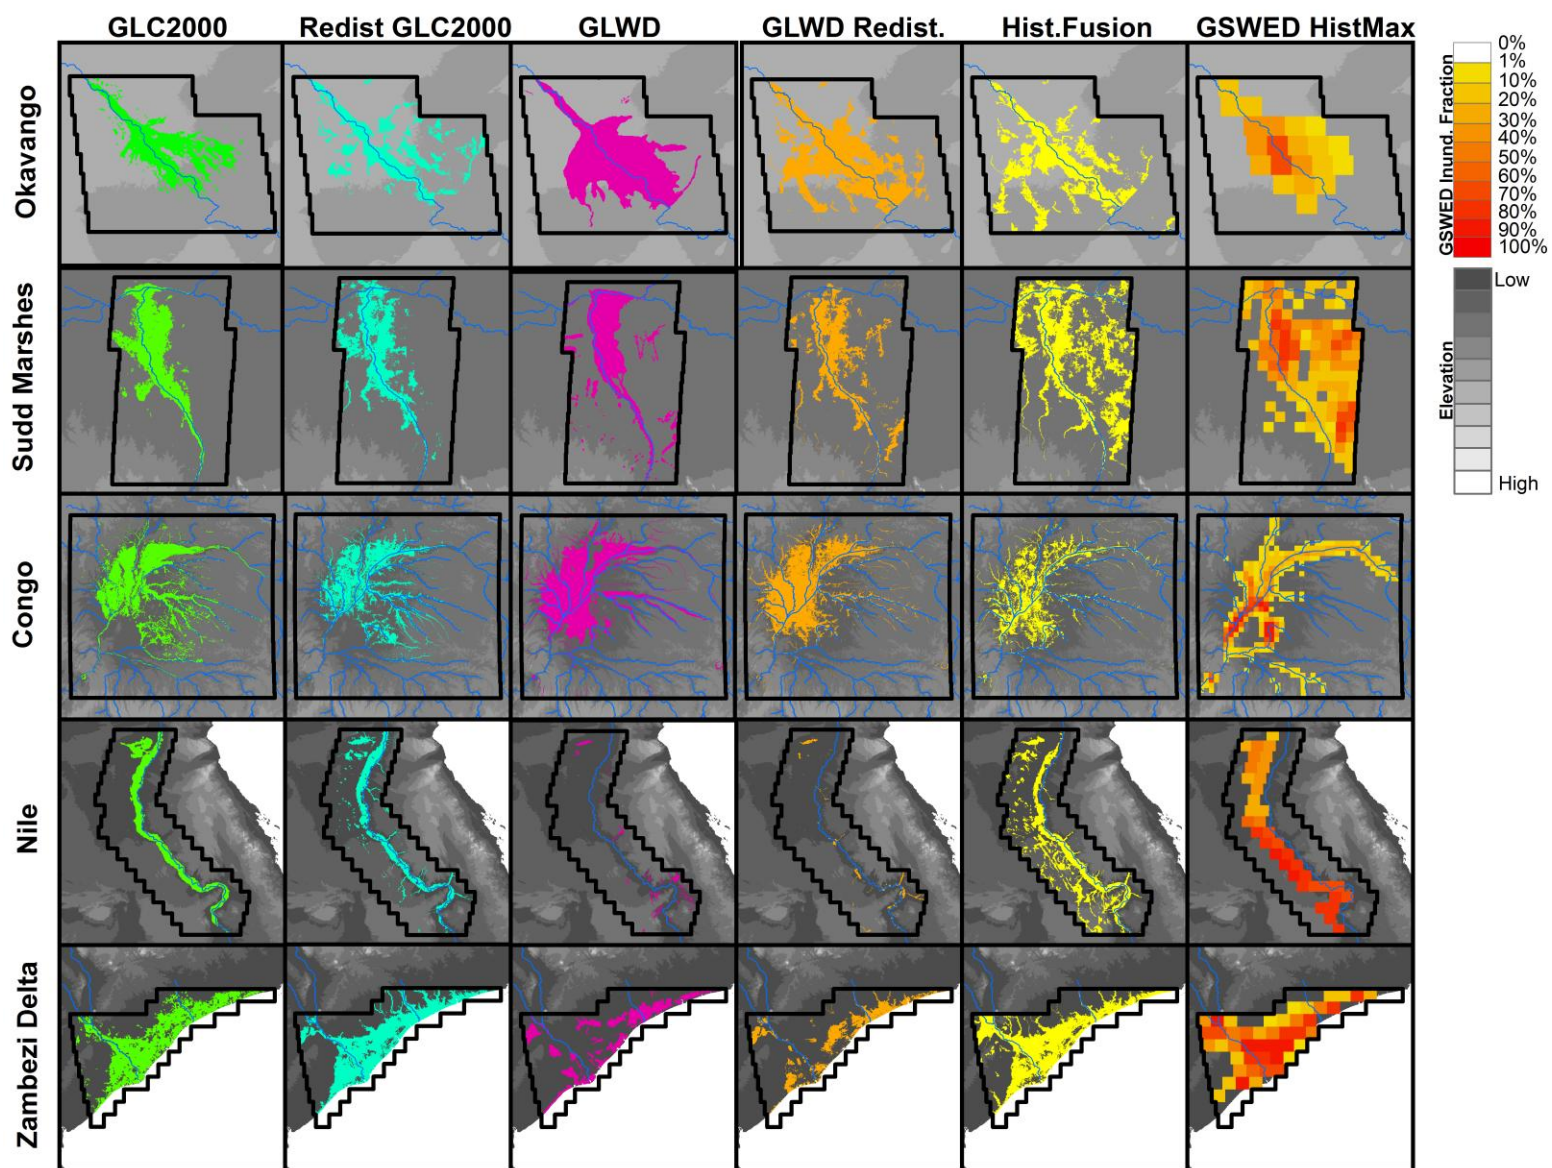 GLC2000
Redist GLC2000
GLWD
GLWD Redist.
Hist.Fusion
GSWED HistMax
Okavango
Sudd Marshes
Congo
Nile
Zambezi Delta
GSWED Inund. Fraction
0%
1%
10%
20%
30%
40%
50%
60%
70%
80%
90%
100%
Elevation
Low
High